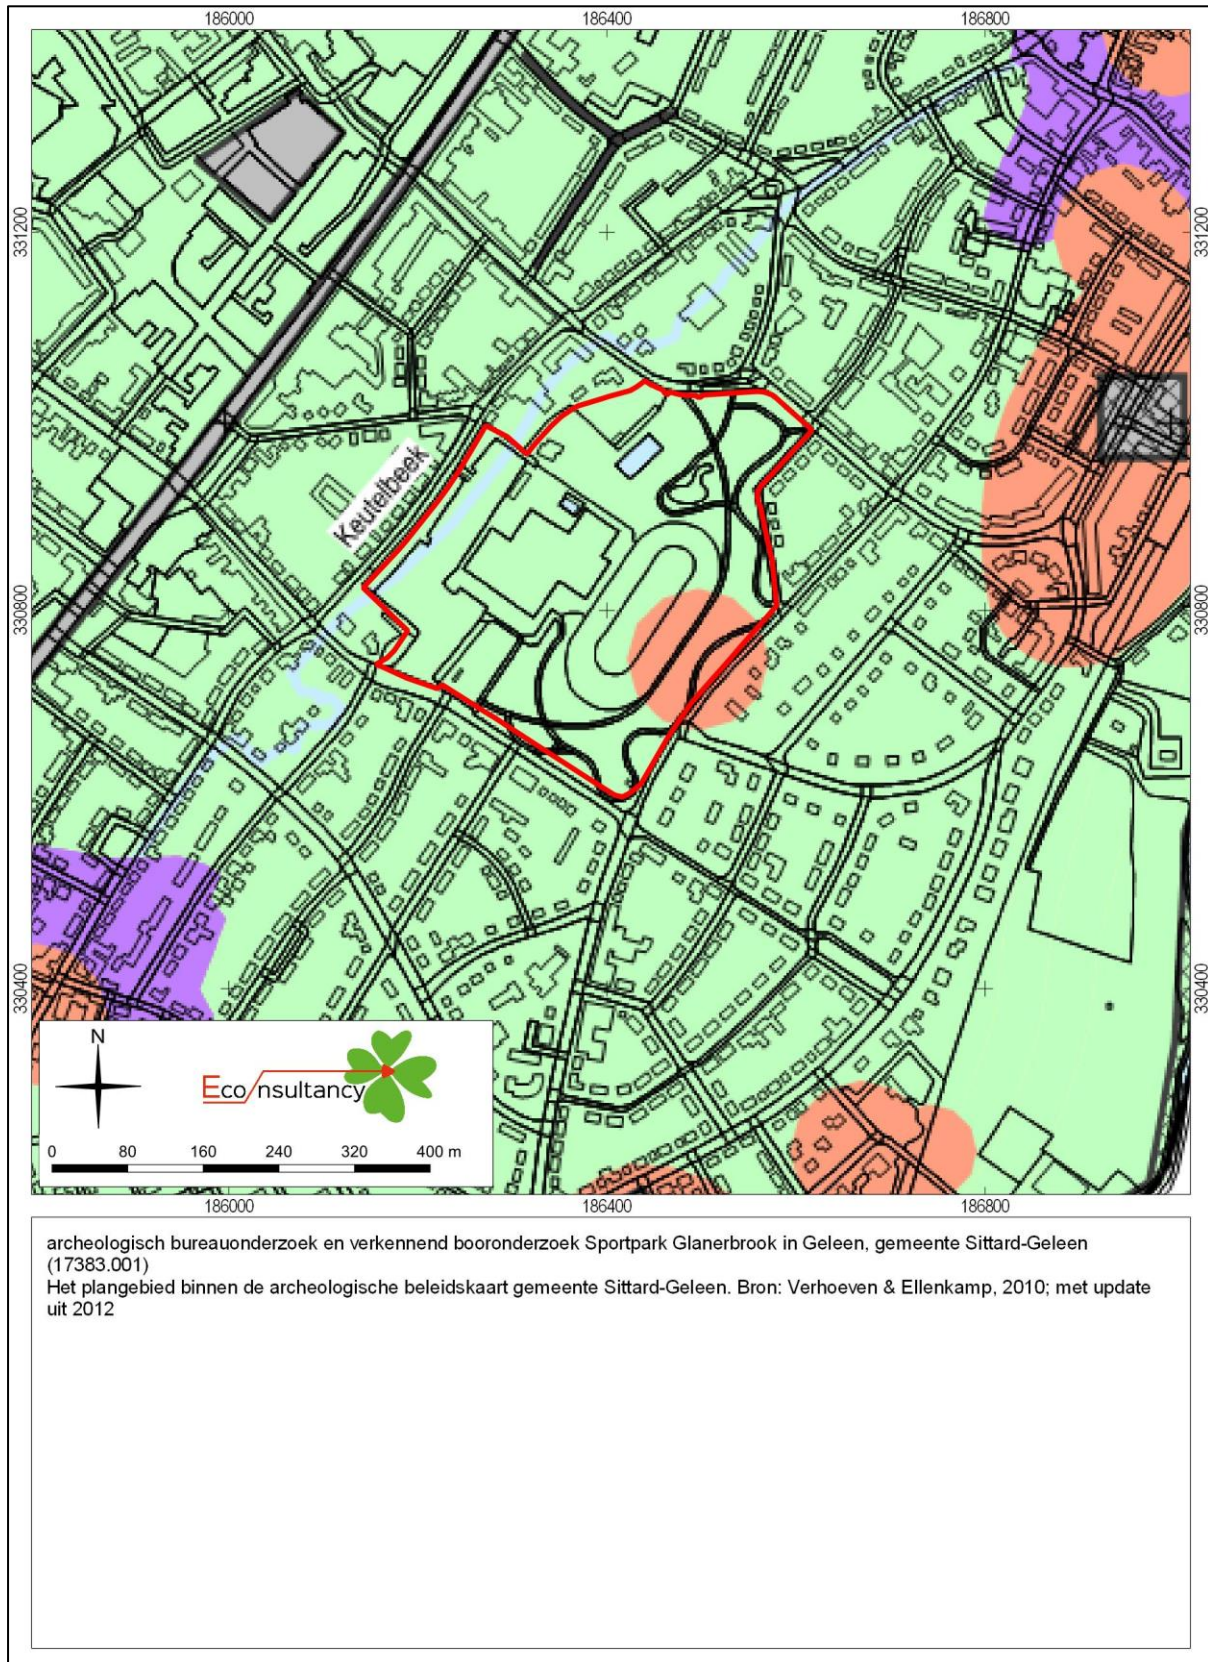 186000 186400 186800
331200 331200
Keutelbeek
330800 330800
330400 330400
N
Econsultancy
0 80 160 240 320 400 m
186000 186400 186800
archeologisch bureauonderzoek en verkennend booronderzoek Sportpark Glanerbrook in Geleen, gemeente Sittard-Geleen
(17383.001)
Het plangebied binnen de archeologische beleidskaart gemeente Sittard-Geleen. Bron: Verhoeven & Ellenkamp, 2010; met update
uit 2012